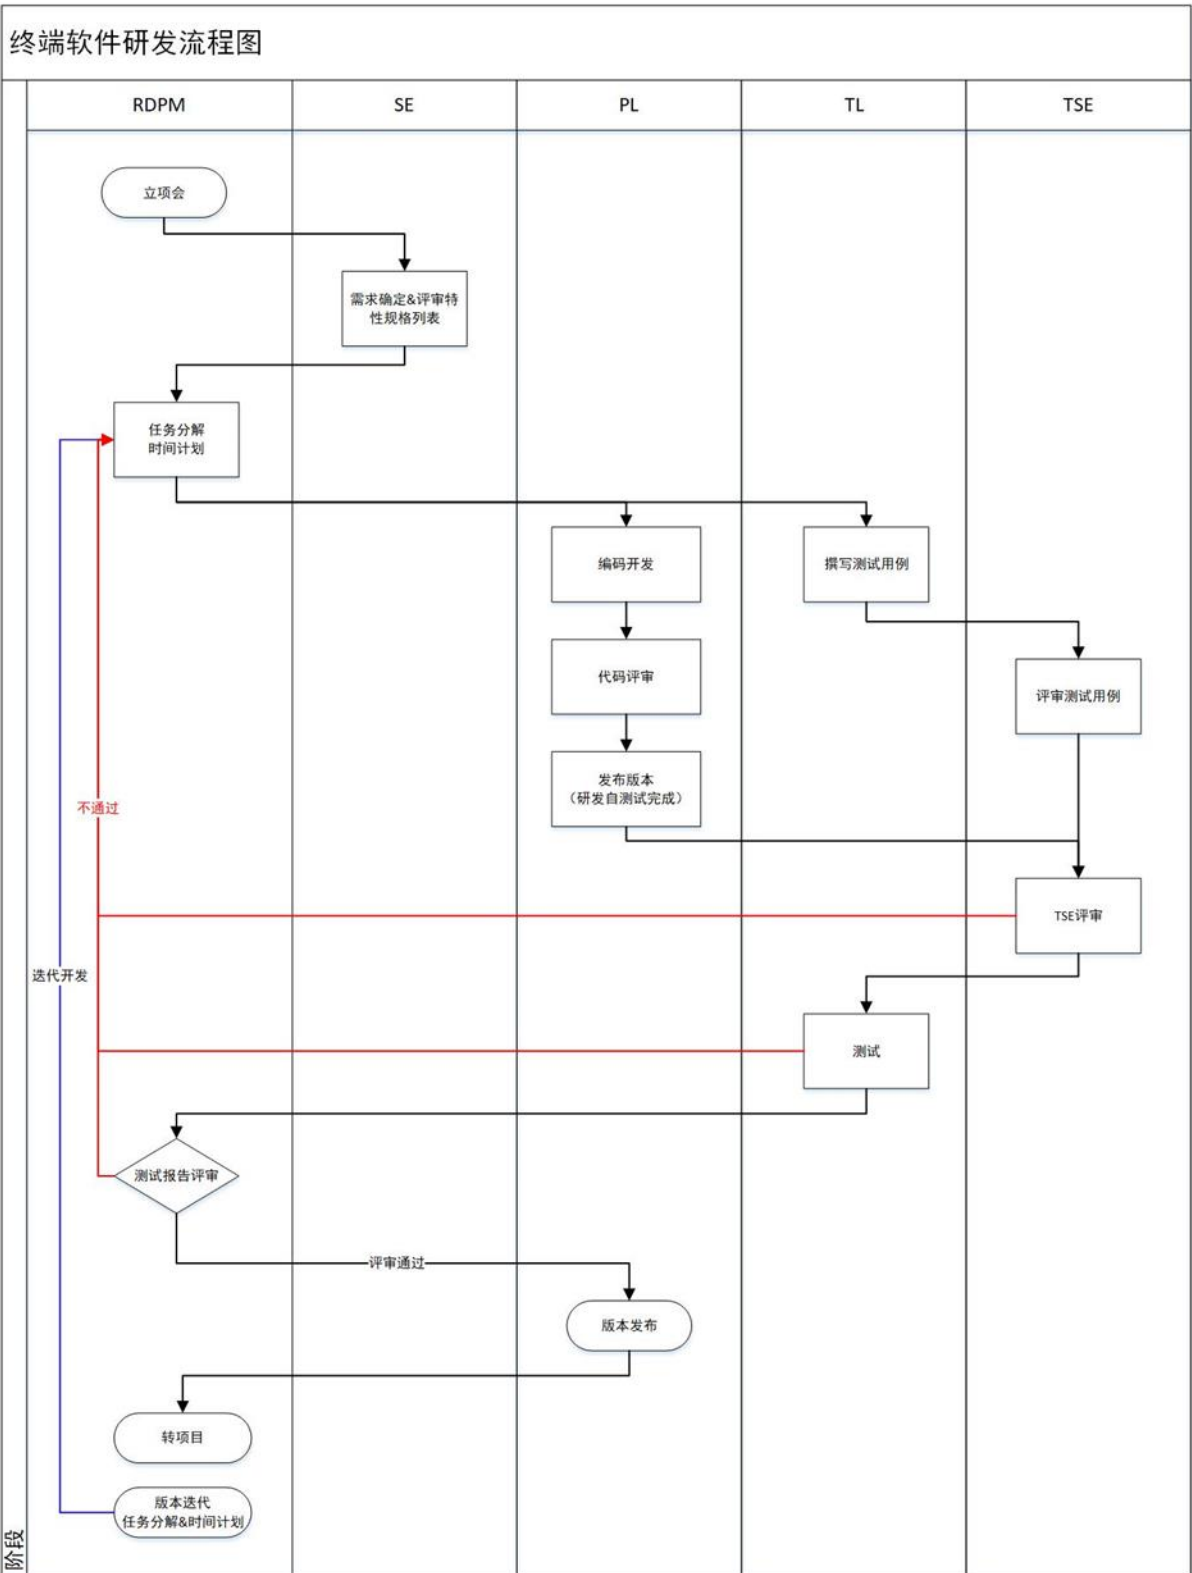 终端软件研发流程图
RDPM
SE
PL
TL
TSE
立项会
需求确定&评审特
性规格列表
任务分解
时间计划
编码开发
撰写测试用例
代码评审
评审测试用例
发布版本
（研发自测试完成）
不通过
TSE评审
迭代开发
测试
测试报告评审
评审通过
版本发布
转项目
版本迭代
任务分解&时间计划
阶段